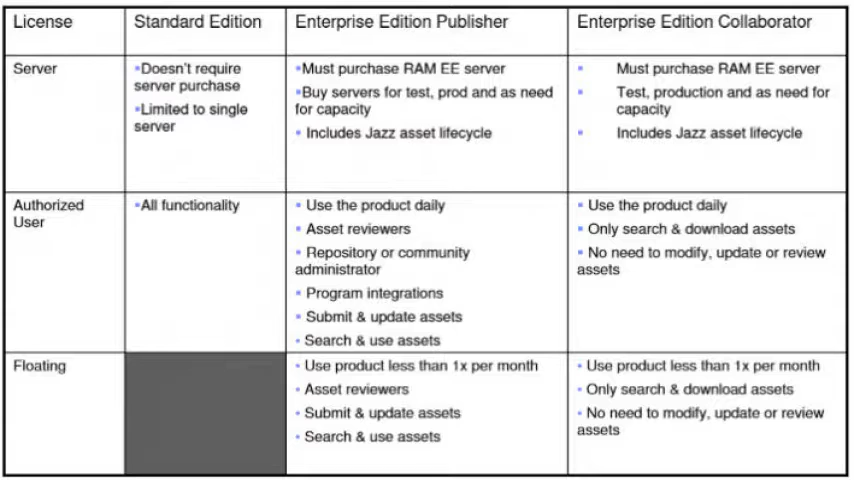 License
Standard Edition
Enterprise Edition Publisher
Enterprise Edition Collaborator
Server
▪Doesn't require
server purchase
▪Limited to single
server
▪Must purchase RAM EE server
▪Buy servers for test, prod and as need
for capacity
▪ Includes Jazz asset lifecycle
▪ Must purchase RAM EE server
▪ Test, production and as need for
capacity
▪ Includes Jazz asset lifecycle
Authorized
User
▪All functionality
▪ Use the product daily
▪ Asset reviewers
▪ Repository or community
administrator
▪ Program integrations
▪ Submit & update assets
▪ Search & use assets
▪ Use the product daily
▪ Only search & download assets
▪ No need to modify, update or review
assets
Floating
▪ Use product less than 1x per month
▪ Asset reviewers
▪ Submit & update assets
▪ Search & use assets
▪ Use product less than 1x per month
▪ Only search & download assets
▪ No need to modify, update or review
assets